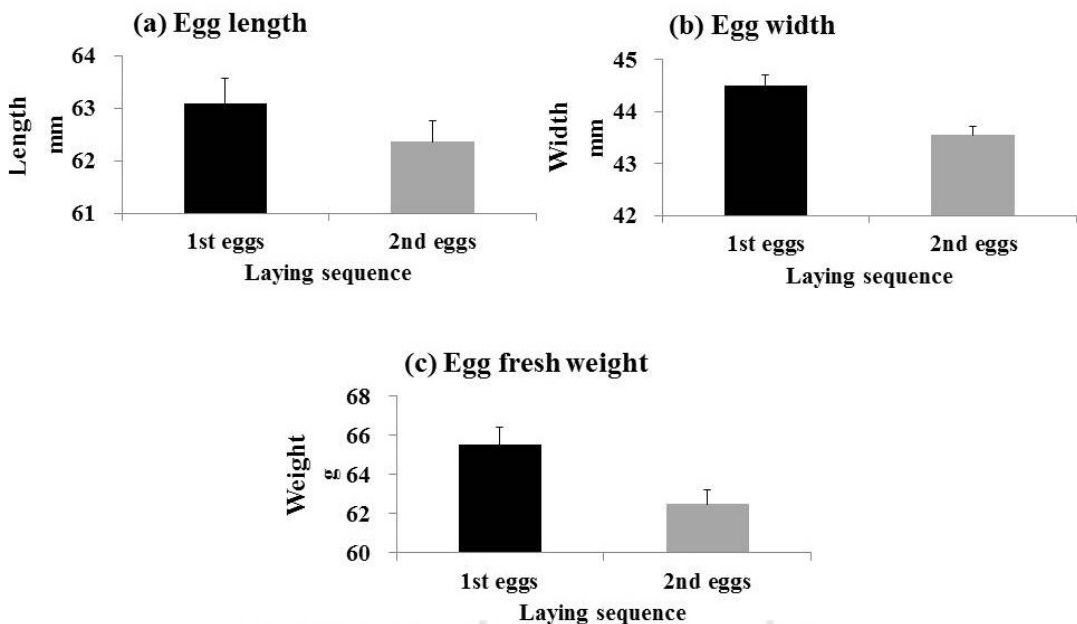 (a) Egg length
Length
mm
64
63
62
61
1st eggs 2nd eggs
Laying sequence
(b) Egg width
Width
mm
45
44
43
42
1st eggs 2nd eggs
Laying sequence
(c) Egg fresh weight
Weight
g
68
66
64
62
60
1st eggs 2nd eggs
Laying sequence